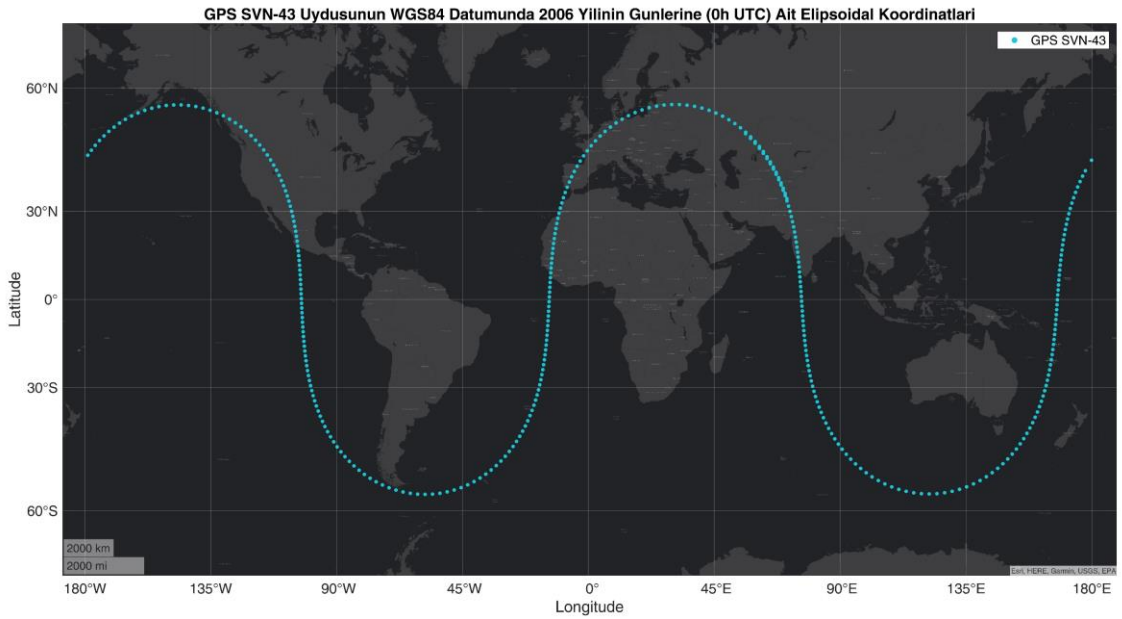 GPS SVN-43 Uydusunun WGS84 Datumunda 2006 Yilinin Gunlerine (0h UTC) Ait Elipsoidal Koordinatlari
GPS SVN-43
60°N
30°N
Latitude
0°
30°S
60°S
2000 km
2000 mi
Esri, HERE, Garmin, USGS, EPA
180°W
135°W
90°W
45°W
0°
45°E
90°E
135°E
180°E
Longitude